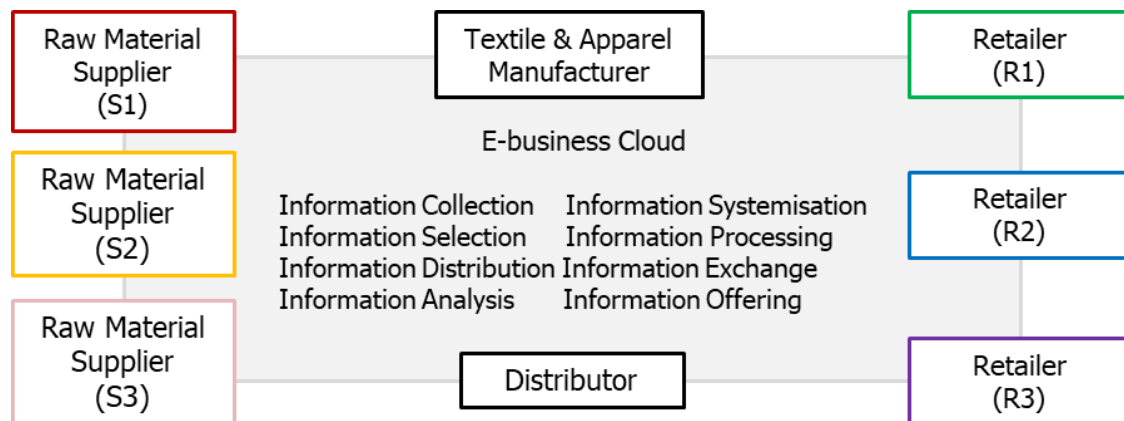 Raw Material
Supplier
(S1)
Textile & Apparel
Manufacturer
Retailer
(R1)
E-business Cloud
Raw Material
Supplier
(S2)
Information Collection Information Systemisation
Information Selection Information Processing
Information Distribution Information Exchange
Information Analysis Information Offering
Retailer
(R2)
Raw Material
Supplier
(S3)
Distributor
Retailer
(R3)